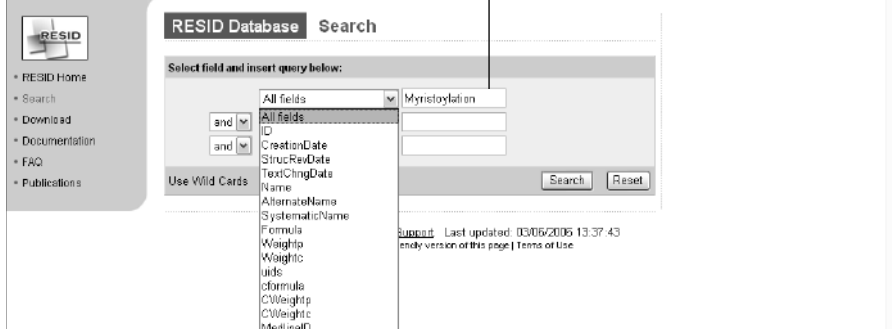 RESID
RESID Database Search
• RESID Home
• Search
• Download
• Documentation
• FAQ
• Publications
Select field and insert query below:
All fields Myristoylation
and
and
All fields
ID
CreationDate
StrucRevDate
TextChngDate
Name
AlternateName
SystematicName
Formula
Weightp
Weightc
uids
cformula
CWeightp
CWeightc
MedlineID
Use Wild Cards Search Reset
Support Last updated: 03/06/2006 13:37:43
endly version of this page | Terms of Use